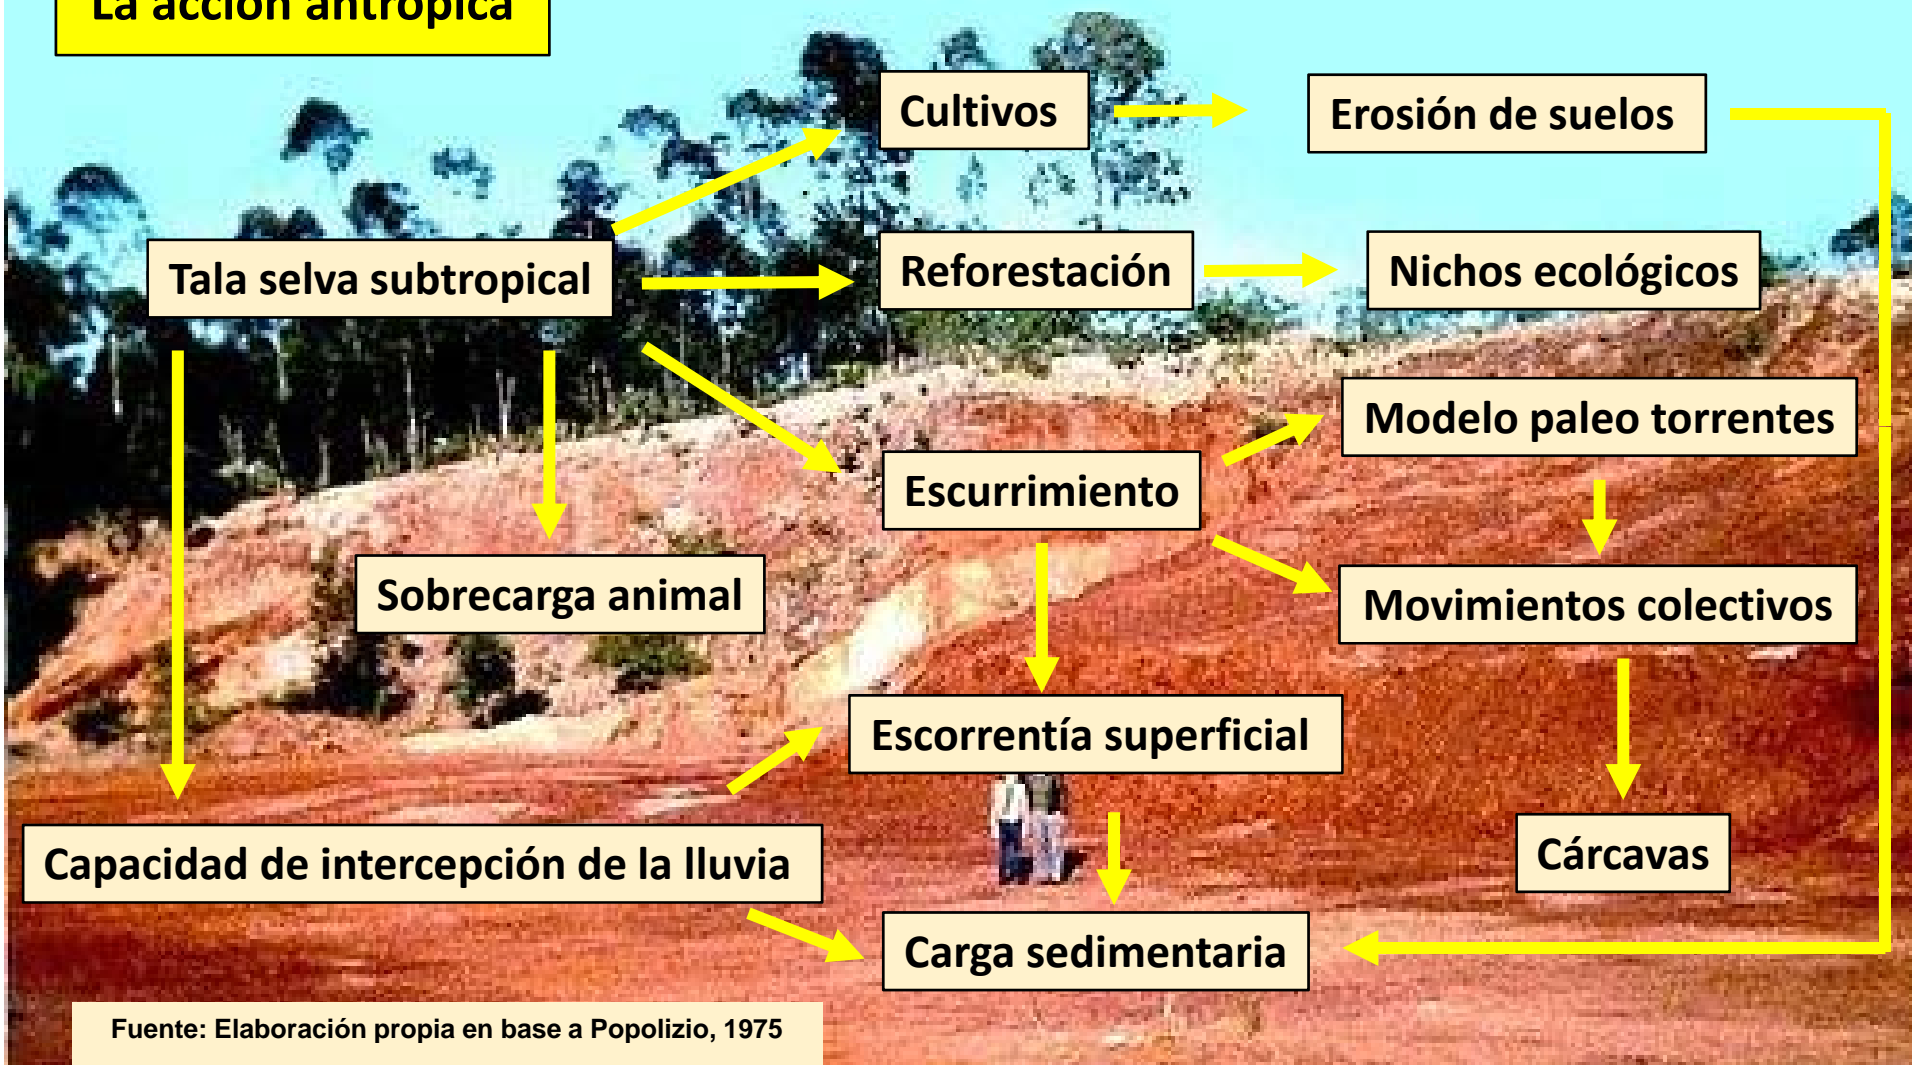 La acción antrópica
Cultivos
Erosión de suelos
Tala selva subtropical
Reforestación
Nichos ecológicos
Modelo paleo torrentes
Escurrimiento
Sobrecarga animal
Movimientos colectivos
Escorrentía superficial
Capacidad de intercepción de la lluvia
Cárcavas
Carga sedimentaria
Fuente: Elaboración propia en base a Popolizio, 1975